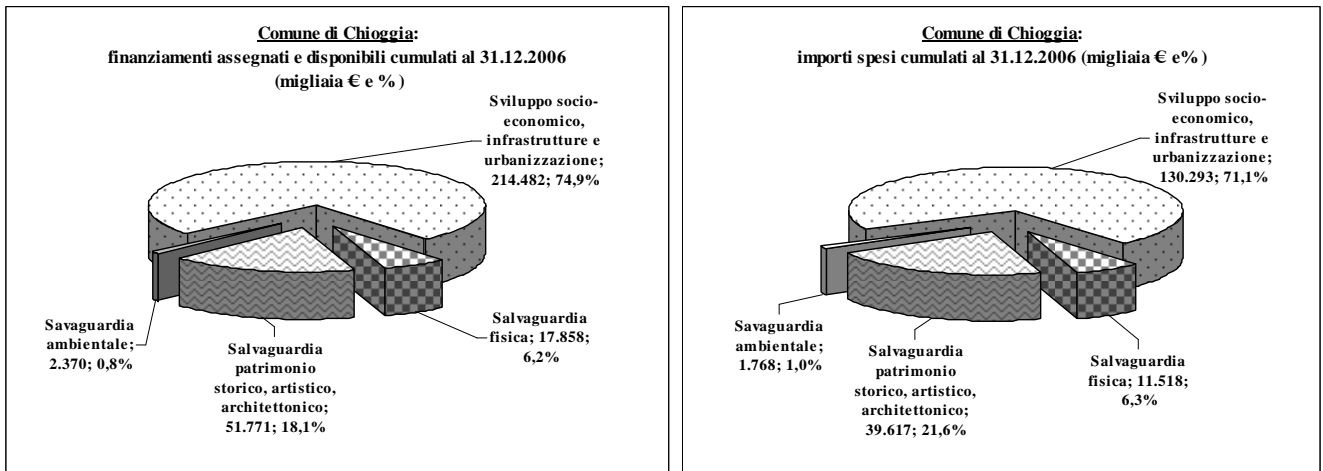 Comune di Chioggia:
finanziamenti assegnati e disponibili cumulati al 31.12.2006
(migliaia € e %)
Sviluppo socio-
economico,
infrastrutture e
urbanizzazione;
214.482; 74,9%
Savaguardia
ambientale;
2.370; 0,8%
Salvaguardia
patrimonio
storico, artistico,
architettonico;
51.771; 18,1%
Salvaguardia
fisica; 17.858;
6,2%
Comune di Chioggia:
importi spesi cumulati al 31.12.2006 (migliaia € e%)
Sviluppo socio-
economico,
infrastrutture e
urbanizzazione;
130.293; 71,1%
Savaguardia
ambientale;
1.768; 1,0%
Salvaguardia
patrimonio
storico, artistico,
architettonico;
39.617; 21,6%
Salvaguardia
fisica; 11.518;
6,3%